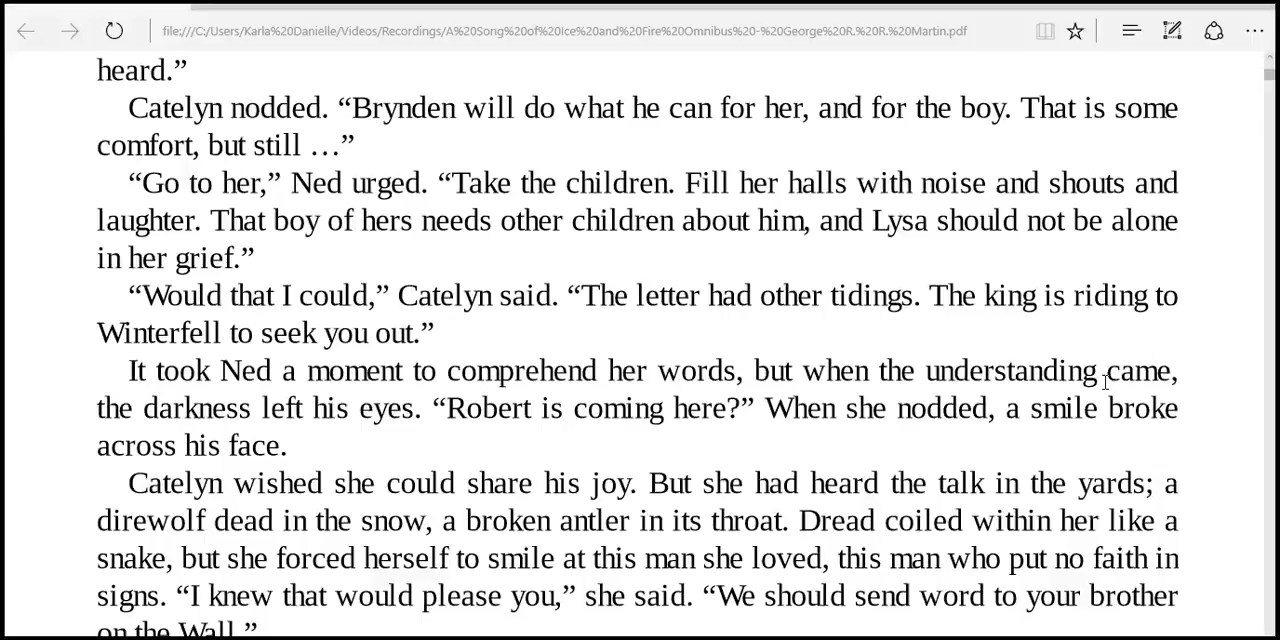 file:///C:/Users/Karla%20Danielle/Videos/Recordings/A%20Song%20of%20Ice%20and%20Fire%20Omnibus%20-%20George%20R.%20R.%20Martin.pdf
heard.”
Catelyn nodded. “Brynden will do what he can for her, and for the boy. That is some
comfort, but still …”
“Go to her,” Ned urged. “Take the children. Fill her halls with noise and shouts and
laughter. That boy of hers needs other children about him, and Lysa should not be alone
in her grief.”
“Would that I could,” Catelyn said. “The letter had other tidings. The king is riding to
Winterfell to seek you out.”
It took Ned a moment to comprehend her words, but when the understanding came,
the darkness left his eyes. “Robert is coming here?” When she nodded, a smile broke
across his face.
Catelyn wished she could share his joy. But she had heard the talk in the yards; a
direwolf dead in the snow, a broken antler in its throat. Dread coiled within her like a
snake, but she forced herself to smile at this man she loved, this man who put no faith in
signs. “I knew that would please you,” she said. “We should send word to your brother
on the Wall.”